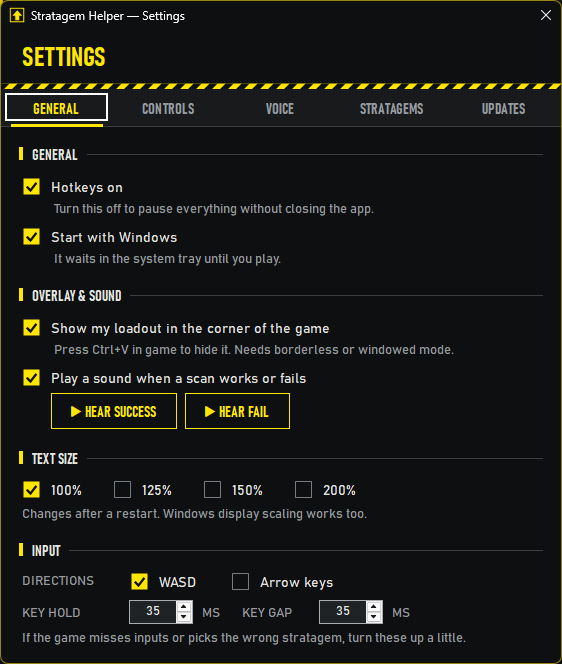 Stratagem Helper — Settings
SETTINGS
GENERAL CONTROLS VOICE STRATAGEMS UPDATES
GENERAL
Hotkeys on
Turn this off to pause everything without closing the app.
Start with Windows
It waits in the system tray until you play.
OVERLAY & SOUND
Show my loadout in the corner of the game
Press Ctrl+V in game to hide it. Needs borderless or windowed mode.
Play a sound when a scan works or fails
HEAR SUCCESS HEAR FAIL
TEXT SIZE
100% 125% 150% 200%
Changes after a restart. Windows display scaling works too.
INPUT
DIRECTIONS WASD Arrow keys
KEY HOLD 35 MS KEY GAP 35 MS
If the game misses inputs or picks the wrong stratagem, turn these up a little.